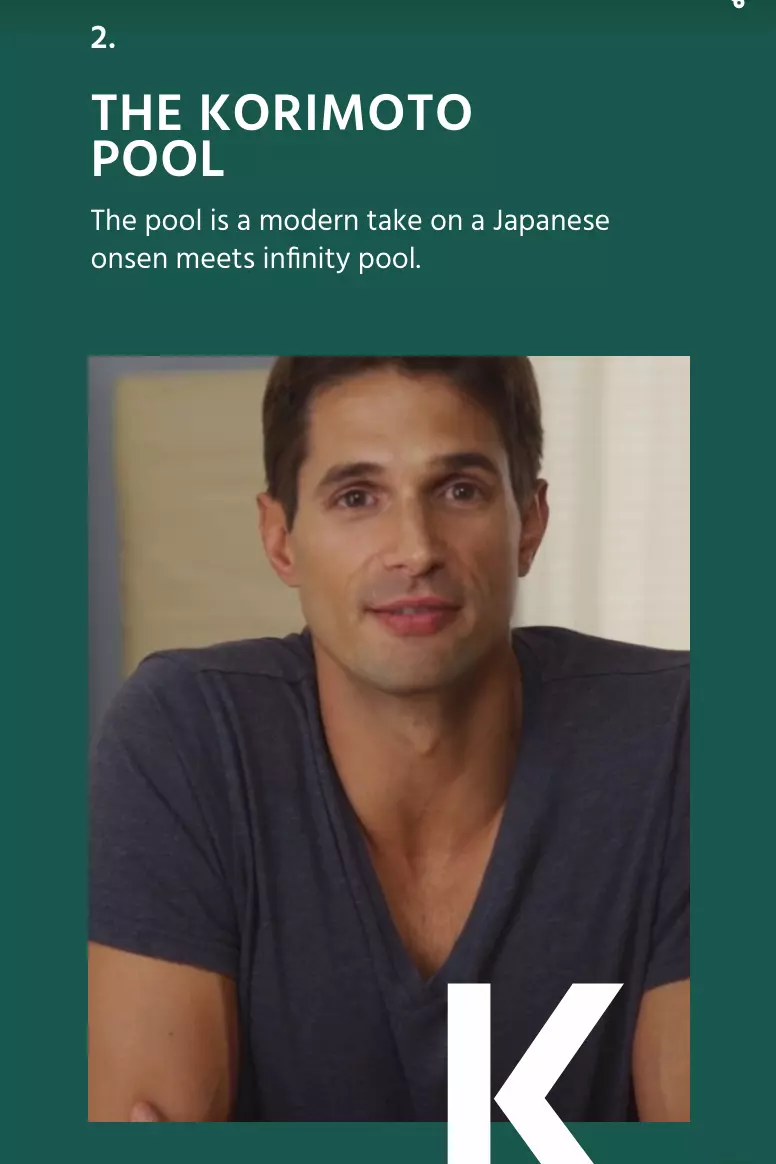 2.
THE KORIMOTO
POOL
The pool is a modern take on a Japanese
onsen meets infinity pool.
K